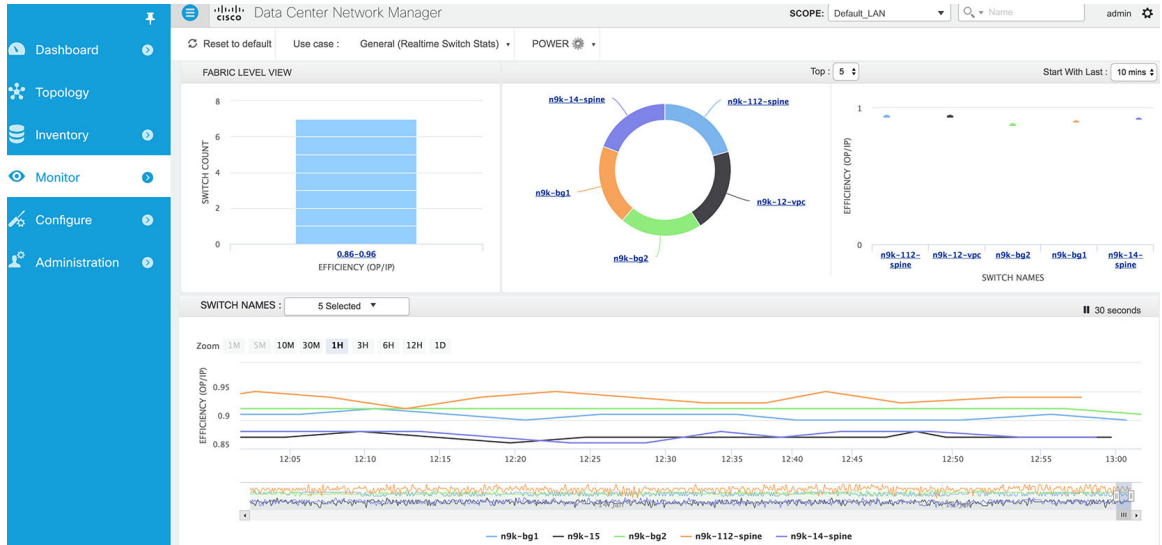 cisco Data Center Network Manager
SCOPE: Default_LAN
Name
admin
Dashboard
Topology
Inventory
Monitor
Configure
Administration
Reset to default Use case : General (Realtime Switch Stats) POWER
FABRIC LEVEL VIEW
Top : 5
Start With Last : 10 mins
SWITCH COUNT
8
6
4
2
0
0.86-0.96
EFFICIENCY (OP/IP)
n9k-14-spine
n9k-112-spine
n9k-bg1
n9k-12-vpc
n9k-bg2
EFFICIENCY (OP/IP)
1
0
n9k-112-
spine
n9k-12-vpc
n9k-bg2
n9k-bg1
n9k-14-
spine
SWITCH NAMES
SWITCH NAMES : 5 Selected
30 seconds
Zoom 1M 5M 10M 30M 1H 3H 6H 12H 1D
EFFICIENCY (OP/IP)
0.95
0.9
0.85
12:05 12:10 12:15 12:20 12:25 12:30 12:35 12:40 12:45 12:50 12:55 13:00
n9k-bg1 n9k-15 n9k-bg2 n9k-112-spine n9k-14-spine